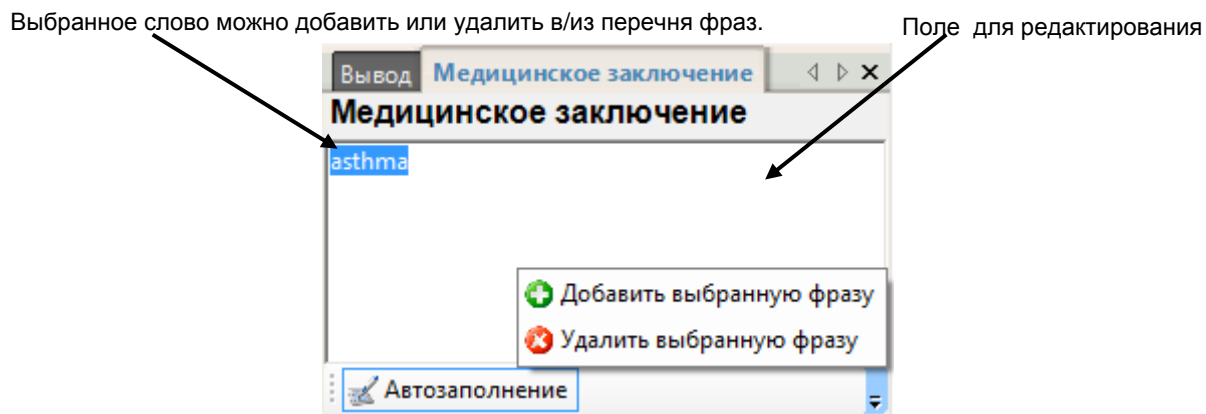 Выбранное слово можно добавить или удалить в/из перечня фраз.
Поле для редактирования
Вывод Медицинское заключение
Медицинское заключение
asthma
Добавить выбранную фразу
Удалить выбранную фразу
Автозаполнение